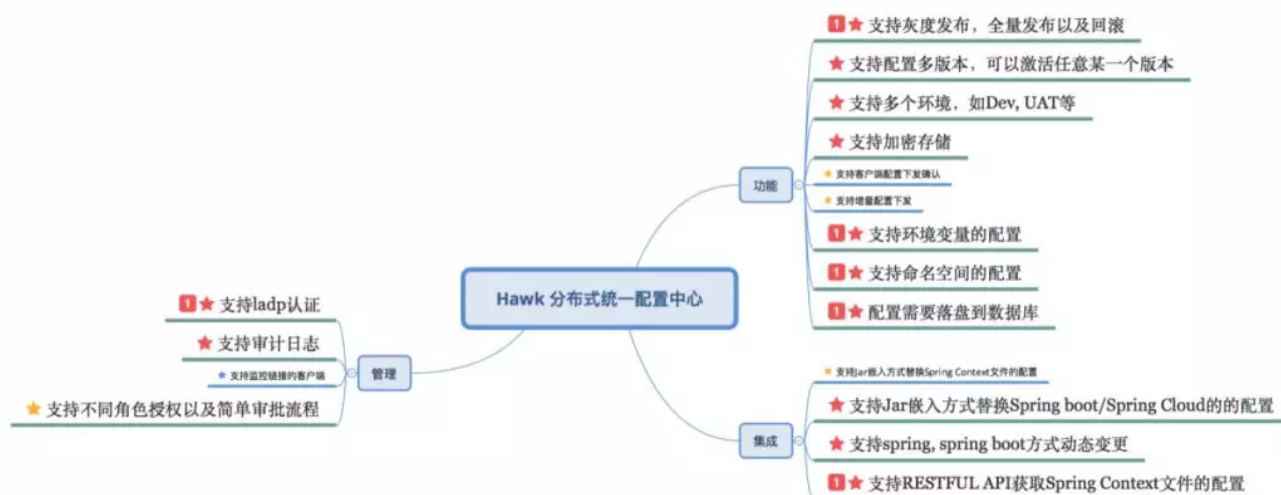 Hawk 分布式统一配置中心
功能
1 支持灰度发布，全量发布以及回滚
支持配置多版本，可以激活任意某一个版本
支持多个环境，如Dev, UAT等
支持加密存储
支持客户端配置下发确认
支持增量配置下发
1 支持环境变量的配置
1 支持命名空间的配置
1 配置需要落盘到数据库
集成
支持Jar嵌入方式替换Spring Context文件的配置
支持Jar嵌入方式替换Spring boot/Spring Cloud的的配置
支持spring, spring boot方式动态变更
1 支持RESTFUL API获取Spring Context文件的配置
管理
1 支持ladp认证
支持审计日志
支持监控链接的客户端
支持不同角色授权以及简单审批流程